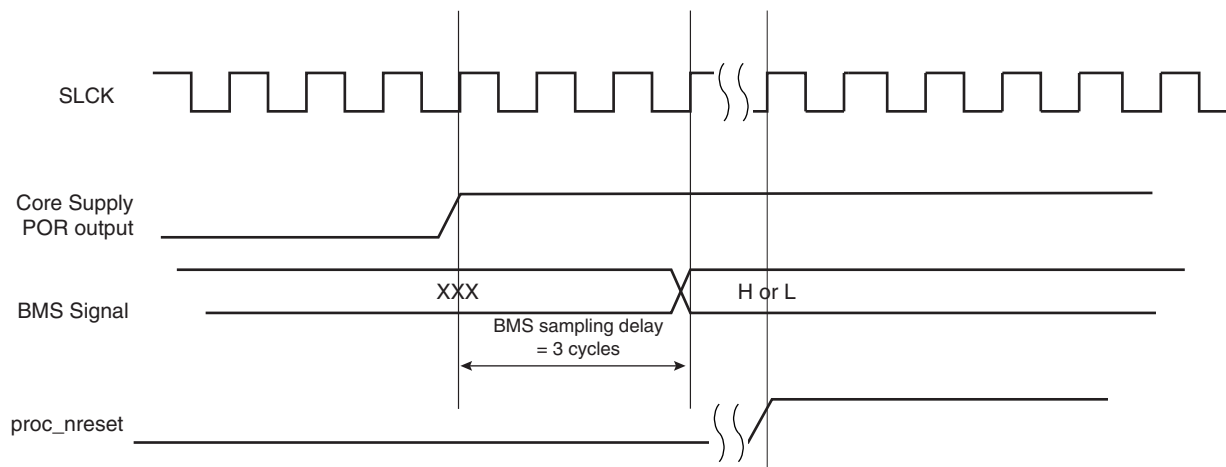 SLCK
Core Supply
POR output
BMS Signal
XXX
H or L
BMS sampling delay
= 3 cycles
proc_nreset